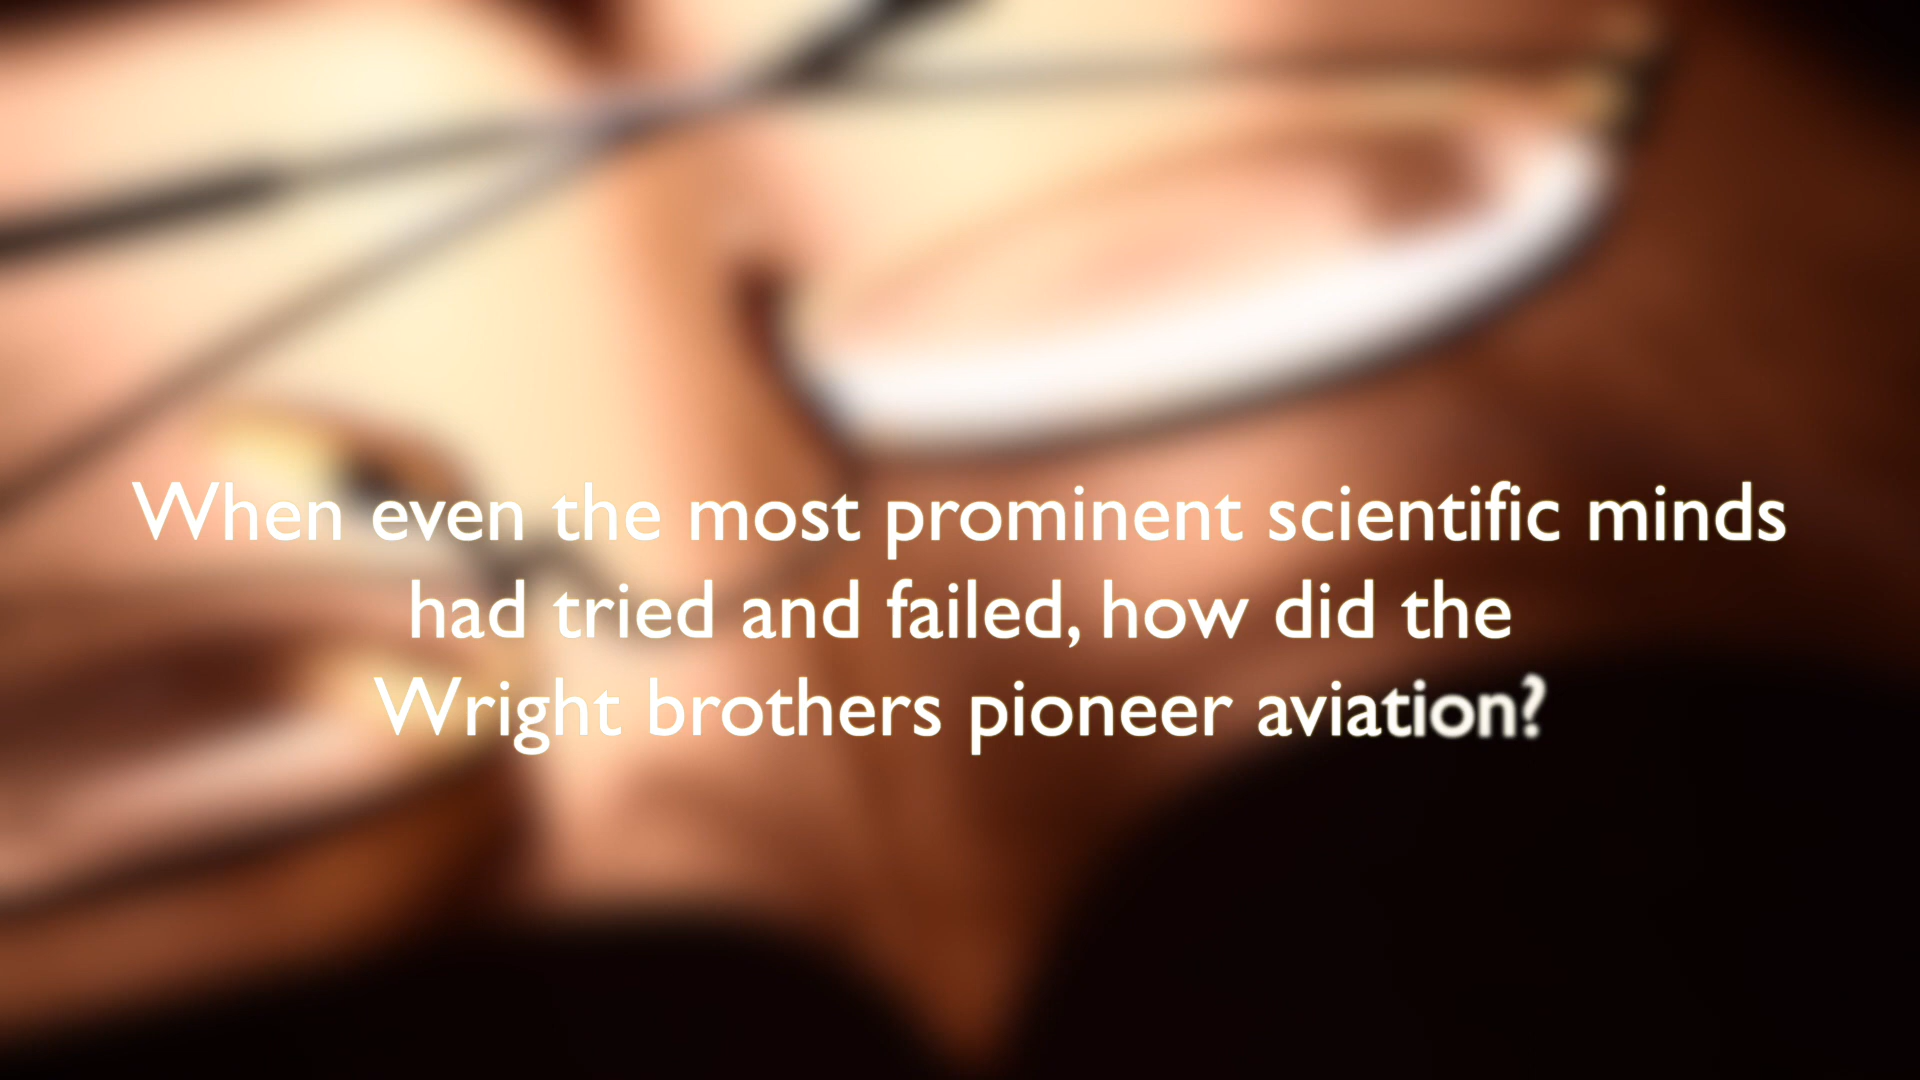 When even the most prominent scientific minds
had tried and failed, how did the
Wright brothers pioneer aviation?